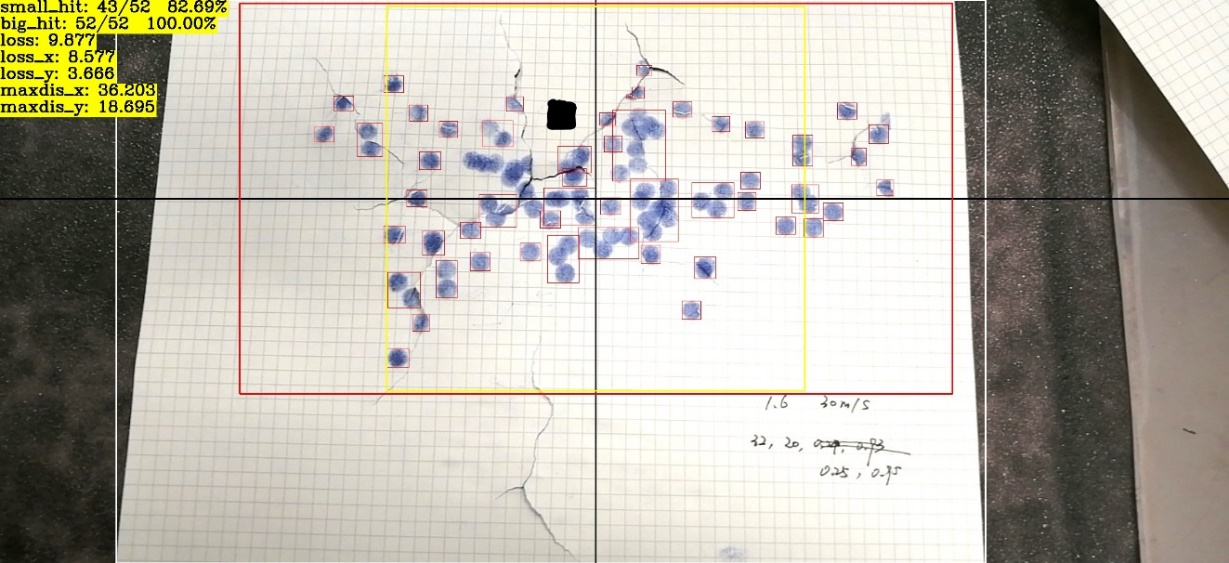 small_hit: 43/52 82.69%
big_hit: 52/52 100.00%
loss: 9.877
loss_x: 8.577
loss_y: 3.666
maxdis_x: 36.203
maxdis_y: 18.695
1.6 30m/s
32, 20,
0.25, 0.95